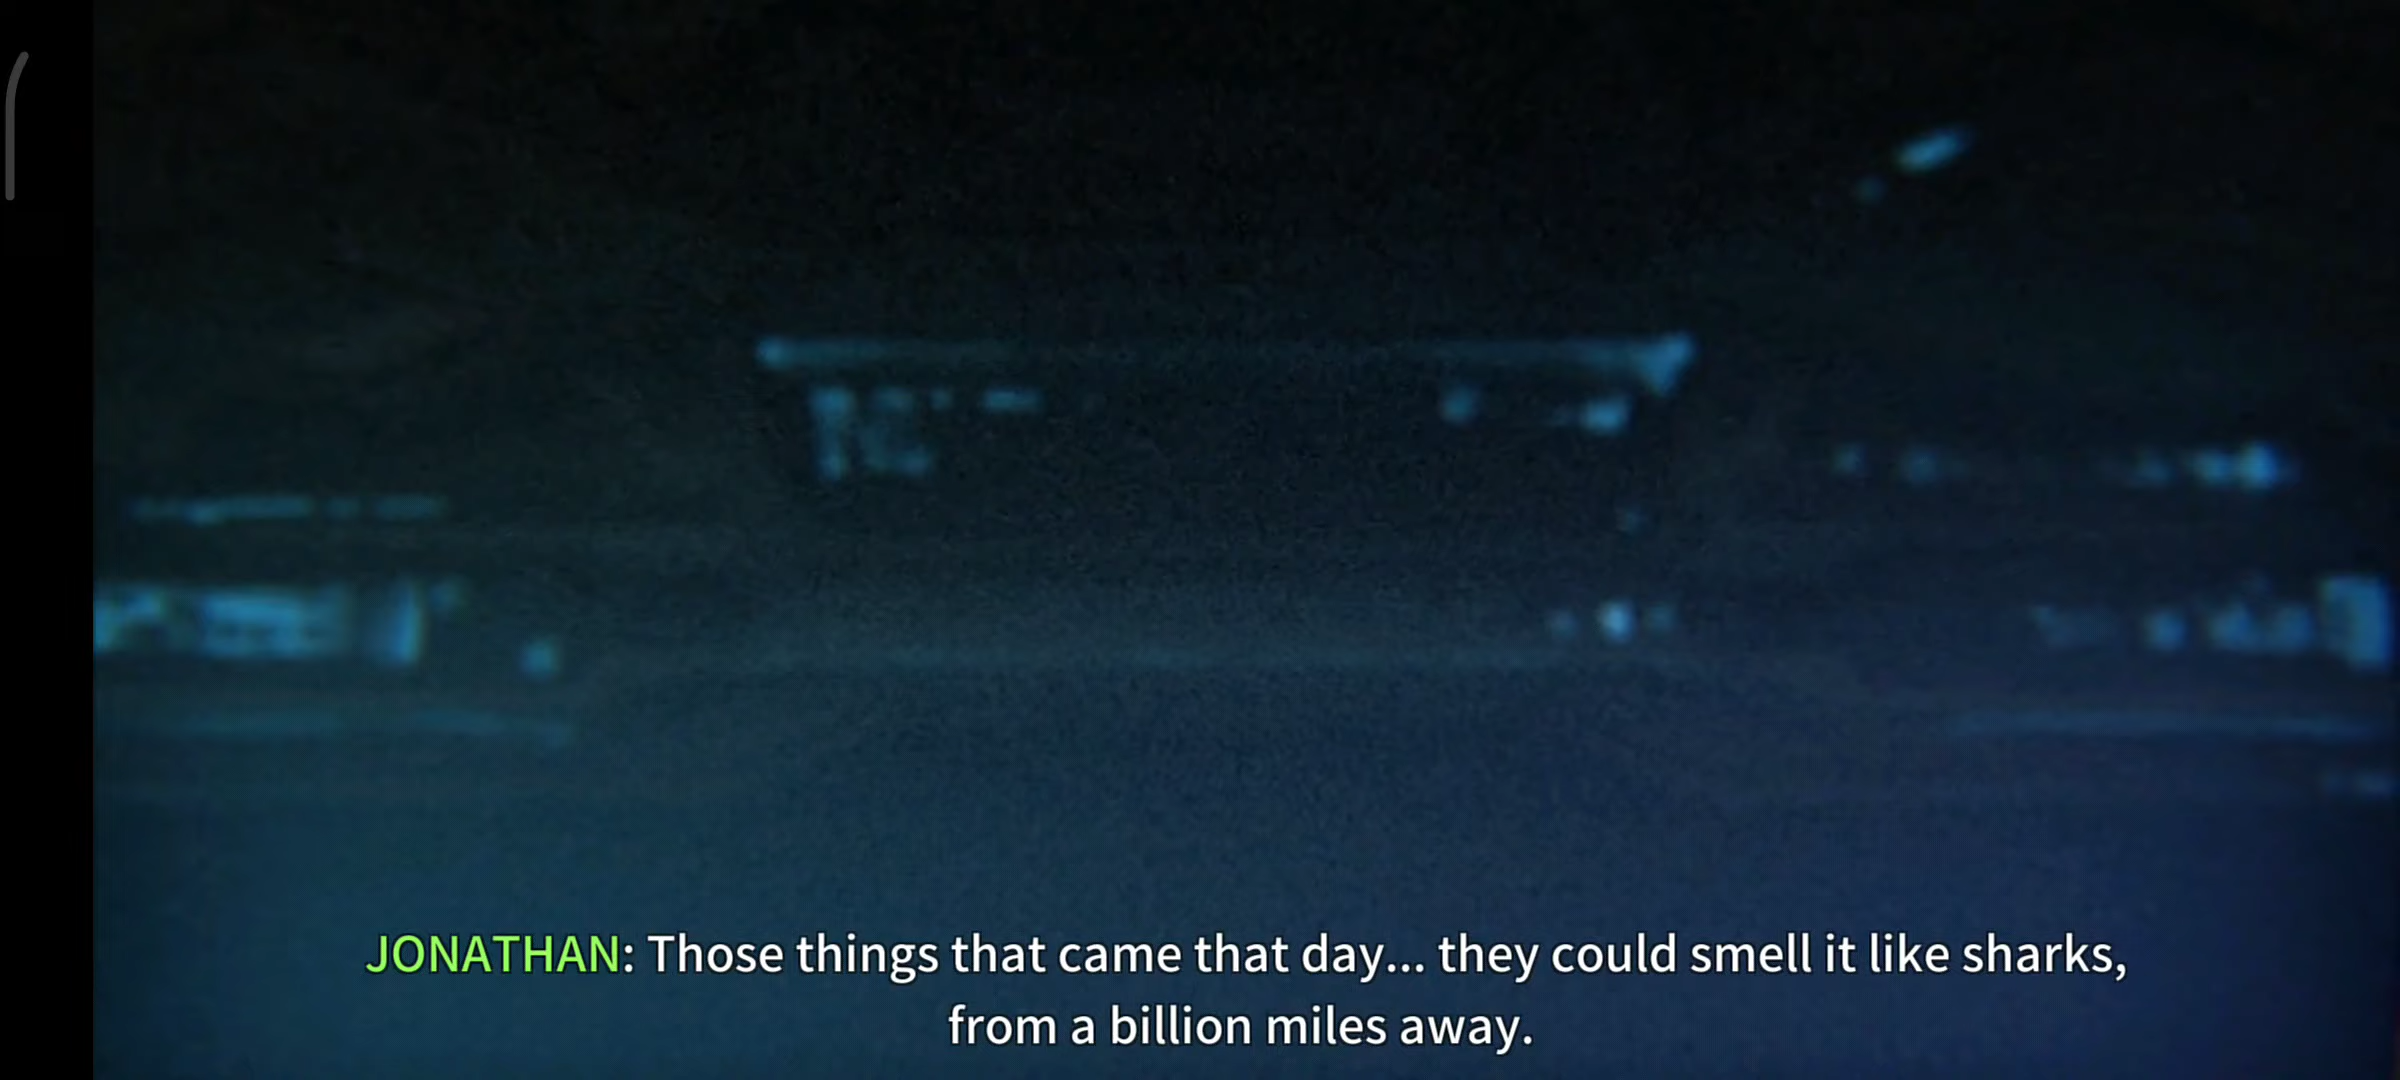 JONATHAN: Those things that came that day... they could smell it like sharks,
from a billion miles away.